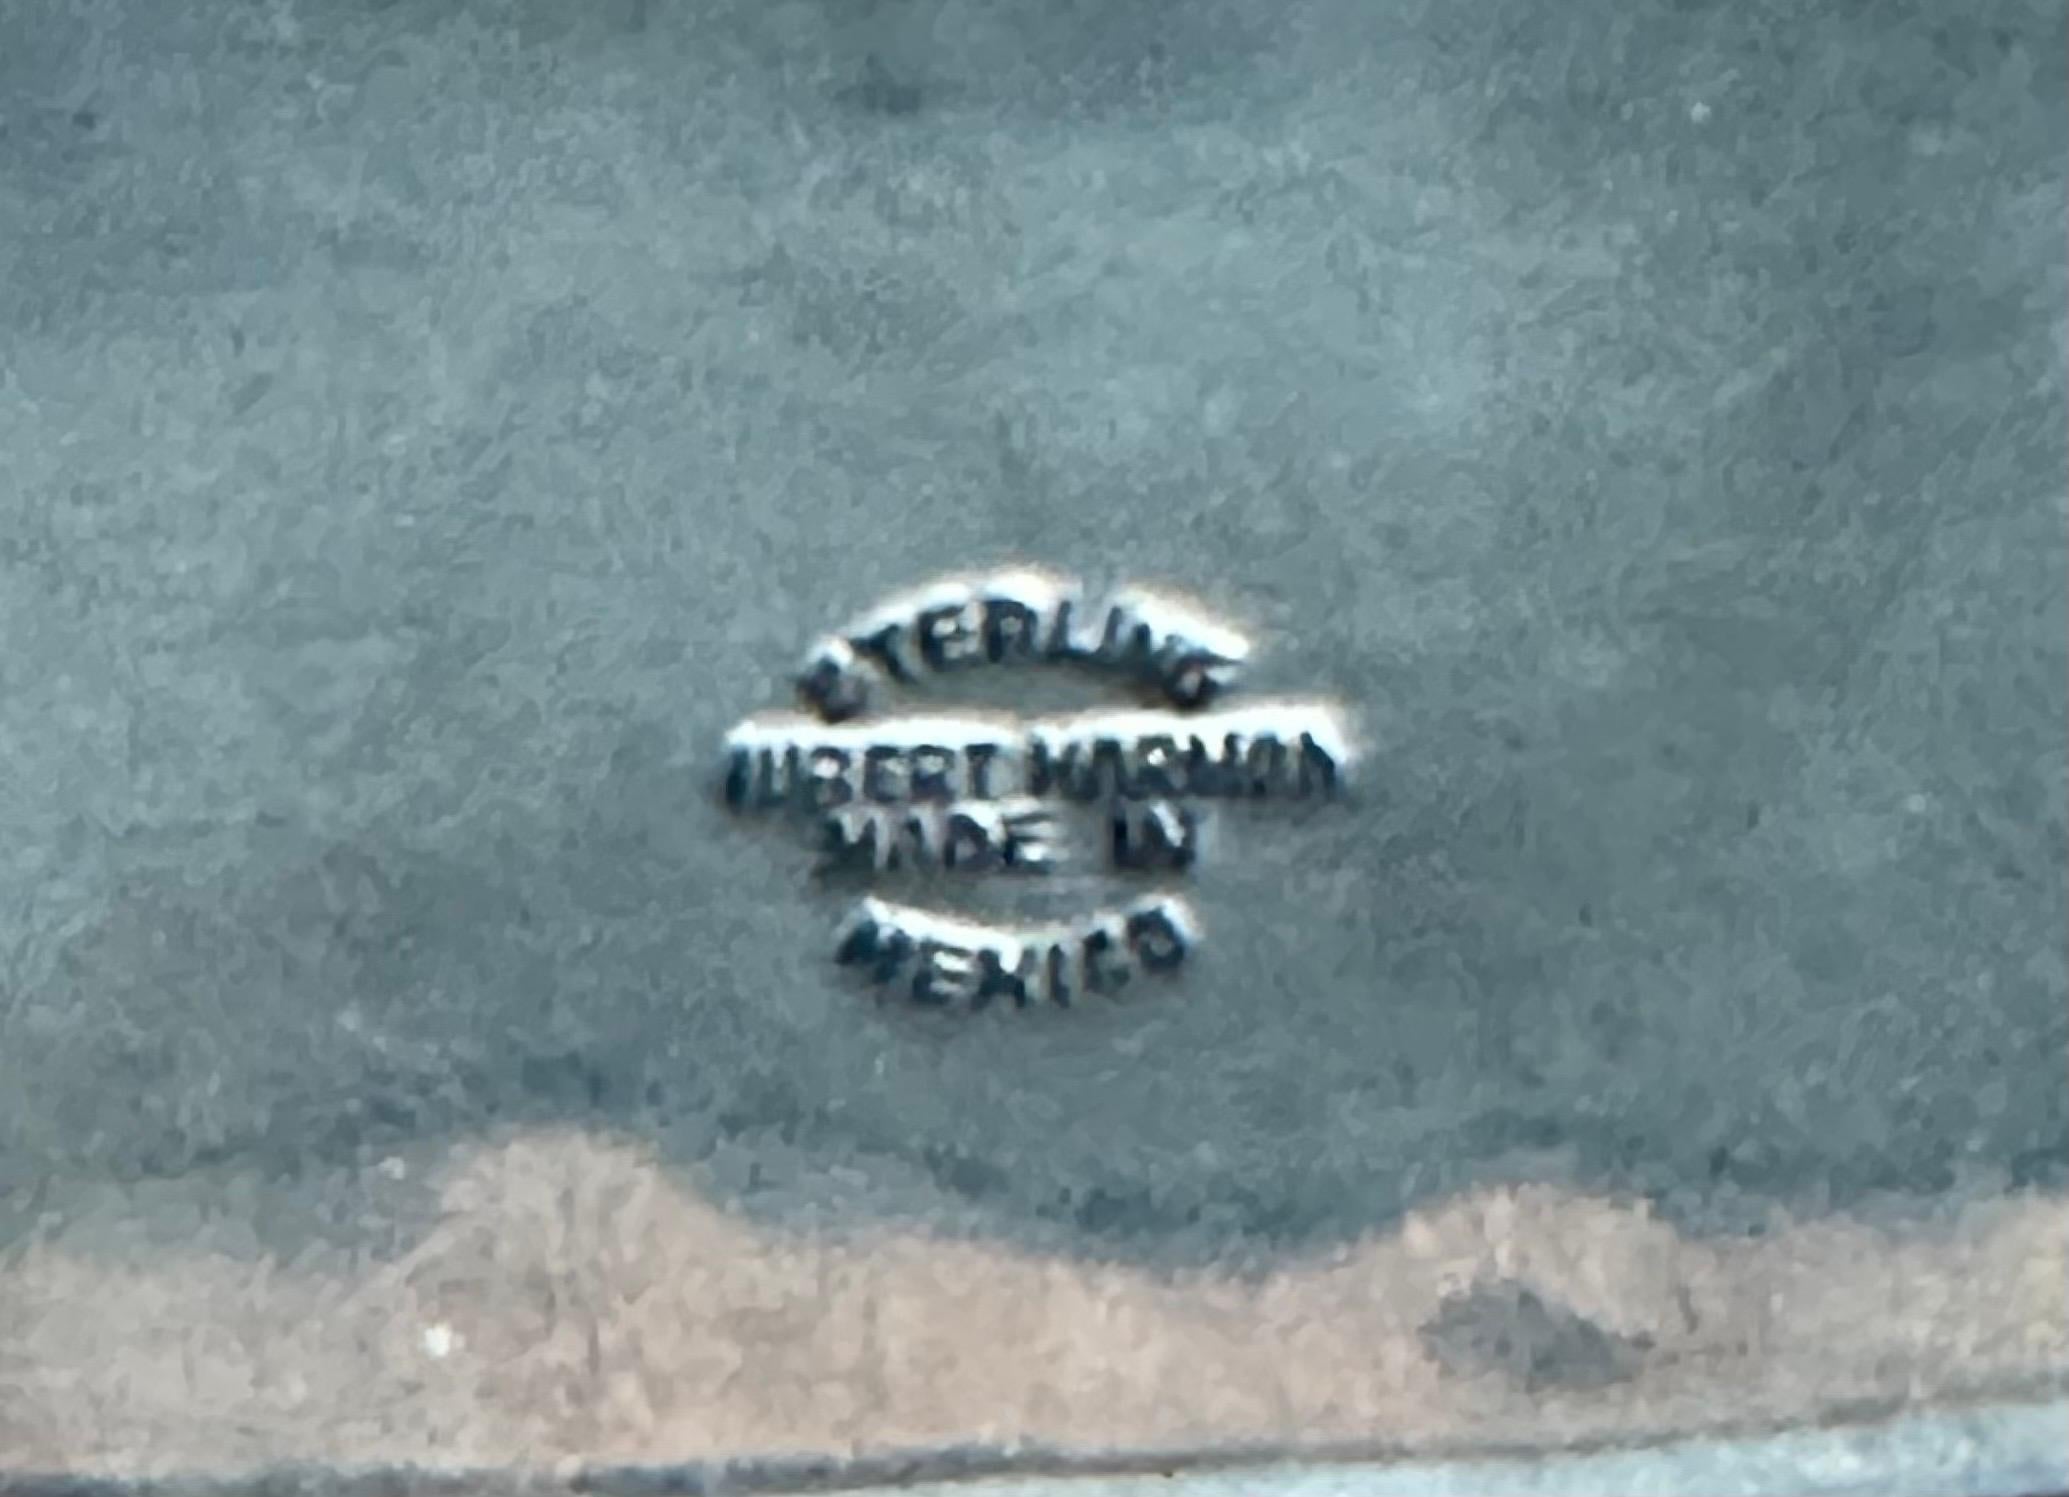 STERLING
HUBERT HARMON
MADE IN
MEXICO